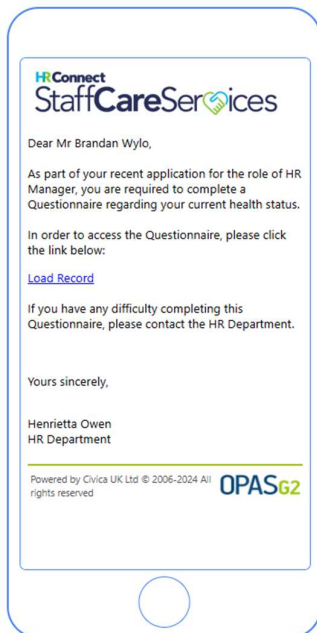 HRConnect
StaffCareServices
Dear Mr Brandan Wylo,
As part of your recent application for the role of HR
Manager, you are required to complete a
Questionnaire regarding your current health status.
In order to access the Questionnaire, please click
the link below:
Load Record
If you have any difficulty completing this
Questionnaire, please contact the HR Department.
Yours sincerely,
Henrietta Owen
HR Department
Powered by Civica UK Ltd © 2006-2024 All
rights reserved
OPASG2